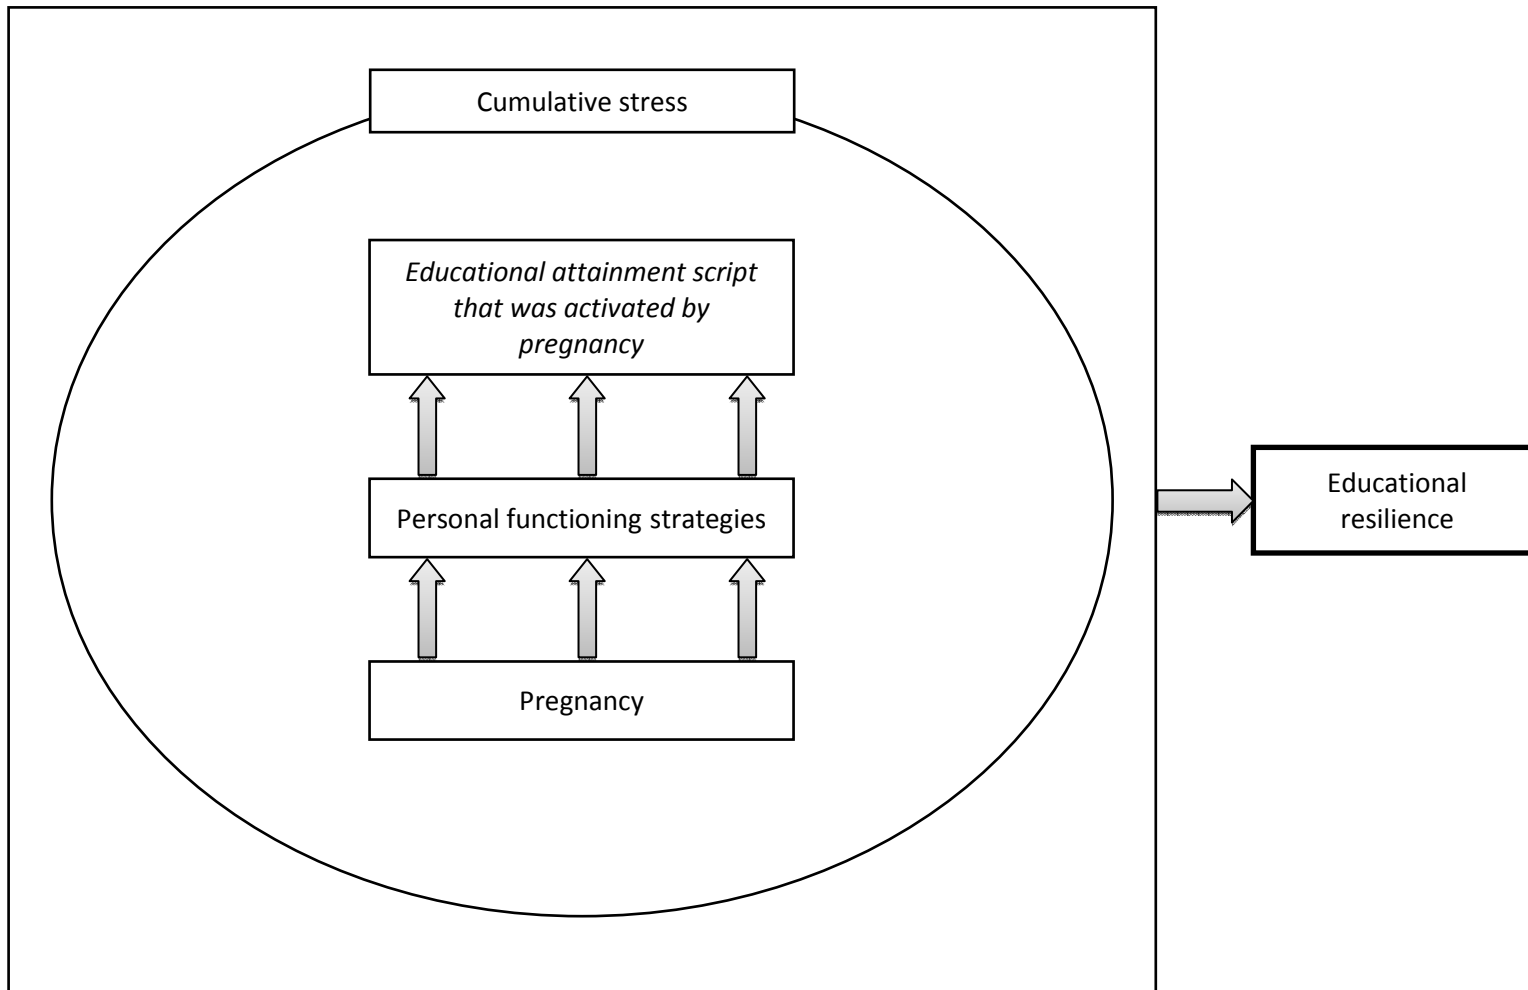 Cumulative stress
Educational attainment script
that was activated by
pregnancy
Personal functioning strategies
Pregnancy
Educational
resilience